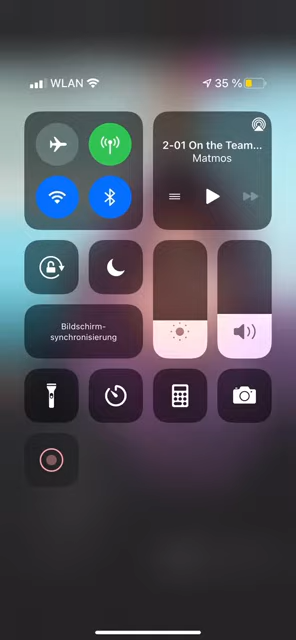 WLAN 35 %
2-01 On the Team...
Matmos
Bildschirm-
synchronisierung